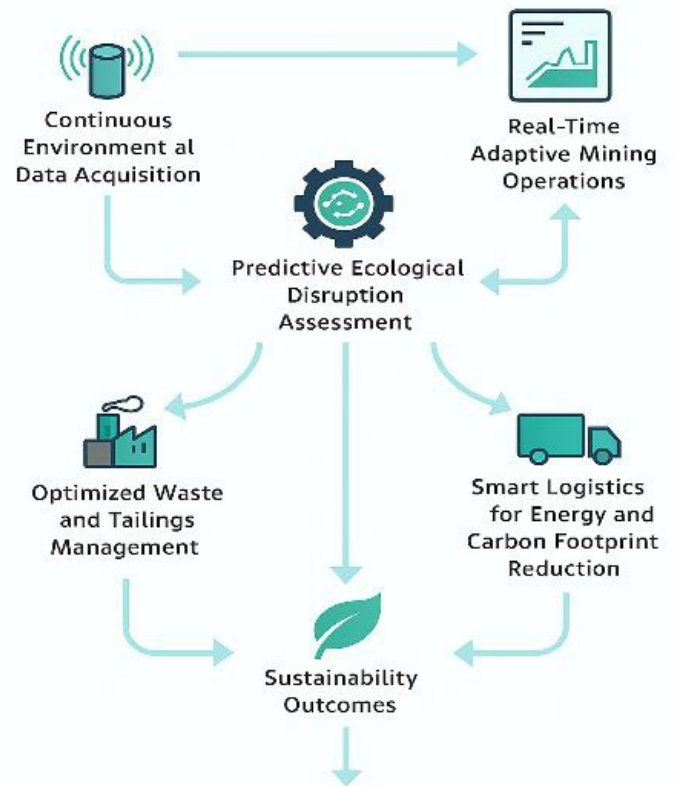 Continuous
Environment al
Data Acquisition
Real-Time
Adaptive Mining
Operations
Predictive Ecological
Disruption
Assessment
Optimized Waste
and Tailings
Management
Smart Logistics
for Energy and
Carbon Footprint
Reduction
Sustainability
Outcomes